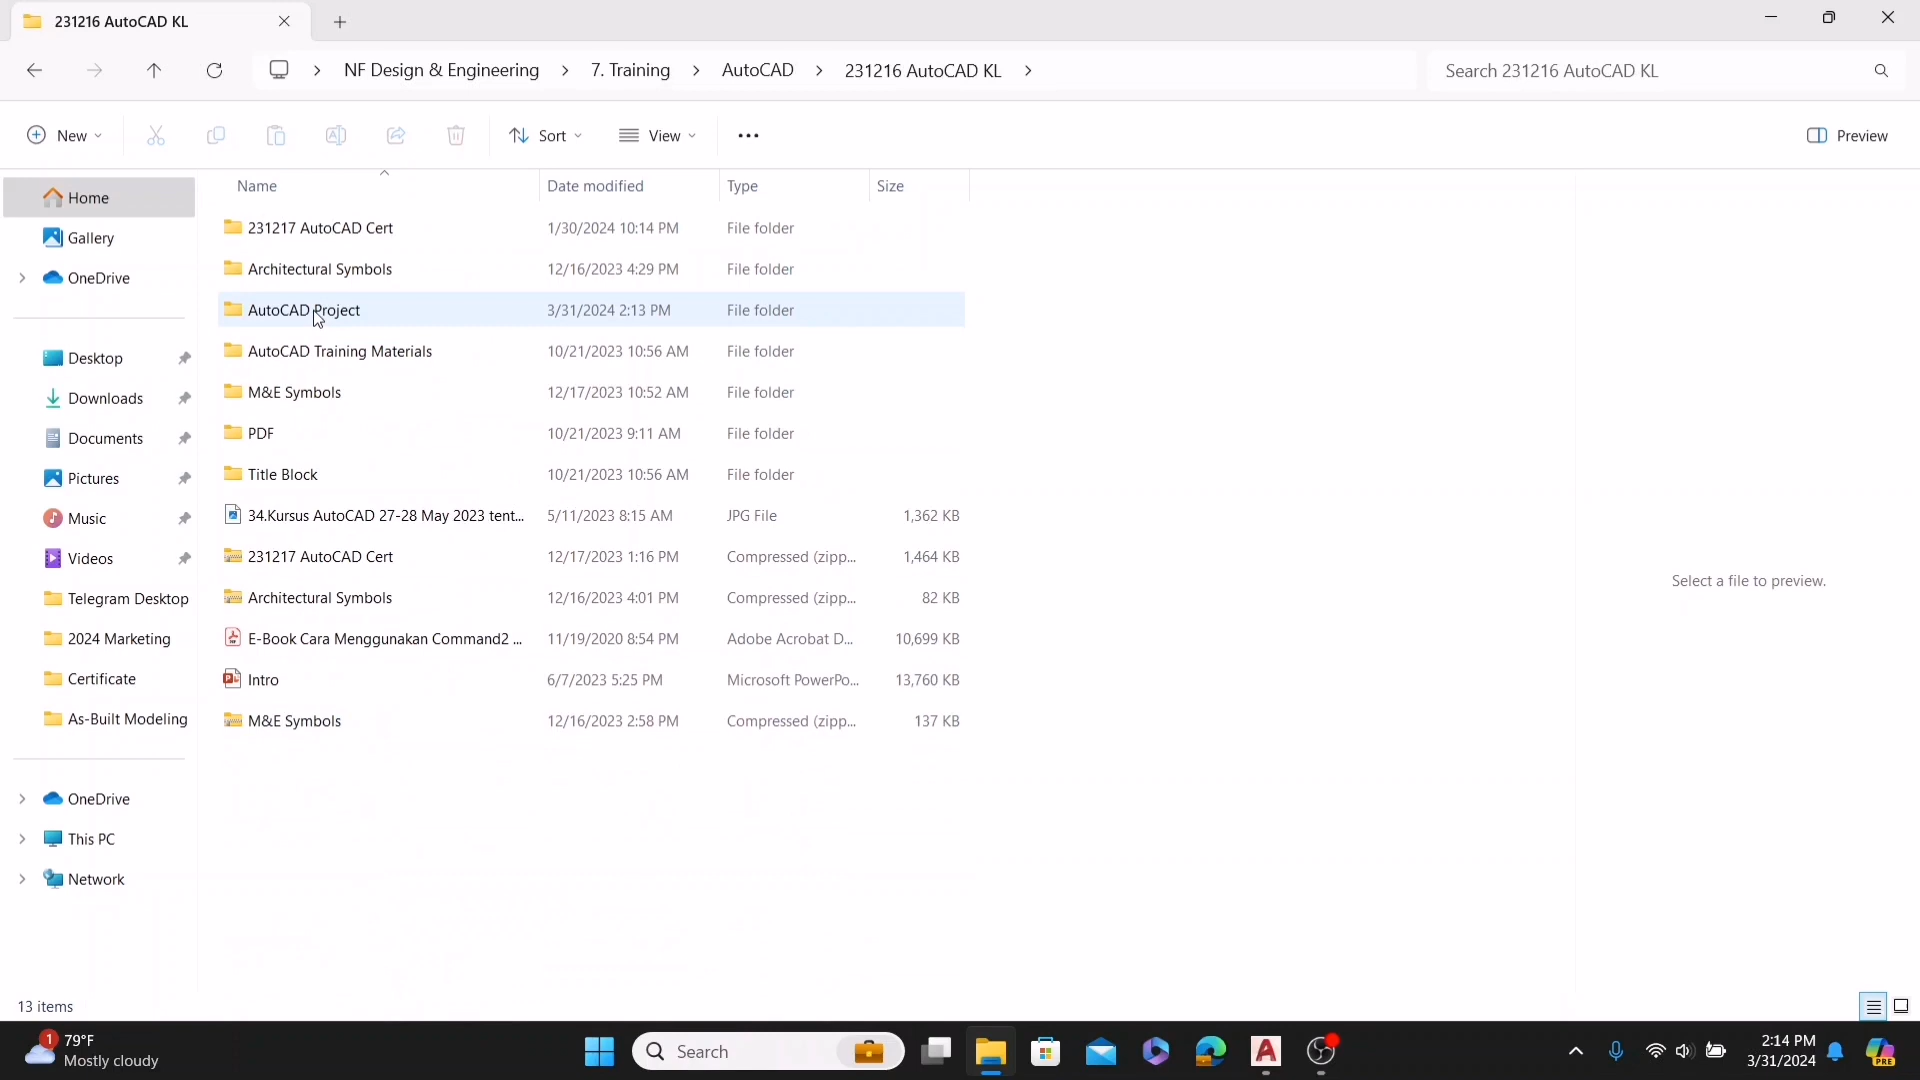 231216 AutoCAD KL
NF Design & Engineering
7. Training
AutoCAD
231216 AutoCAD KL
Search 231216 AutoCAD KL
New
Sort
View
Preview
Name
Date modified
Type
Size
Home
Gallery
OneDrive
Desktop
Downloads
Documents
Pictures
Music
Videos
Telegram Desktop
2024 Marketing
Certificate
As-Built Modeling
OneDrive
This PC
Network
231217 AutoCAD Cert 1/30/2024 10:14 PM File folder
Architectural Symbols 12/16/2023 4:29 PM File folder
AutoCAD Project 3/31/2024 2:13 PM File folder
AutoCAD Training Materials 10/21/2023 10:56 AM File folder
M&E Symbols 12/17/2023 10:52 AM File folder
PDF 10/21/2023 9:11 AM File folder
Title Block 10/21/2023 10:56 AM File folder
34.Kursus AutoCAD 27-28 May 2023 tent... 5/11/2023 8:15 AM JPG File 1,362 KB
231217 AutoCAD Cert 12/17/2023 1:16 PM Compressed (zipp... 1,464 KB
Architectural Symbols 12/16/2023 4:01 PM Compressed (zipp... 82 KB
E-Book Cara Menggunakan Command2 ... 11/19/2020 8:54 PM Adobe Acrobat D... 10,699 KB
Intro 6/7/2023 5:25 PM Microsoft PowerPo... 13,760 KB
M&E Symbols 12/16/2023 2:58 PM Compressed (zipp... 137 KB
Select a file to preview.
13 items
1
79°F
Mostly cloudy
Search
2:14 PM
3/31/2024
PRE